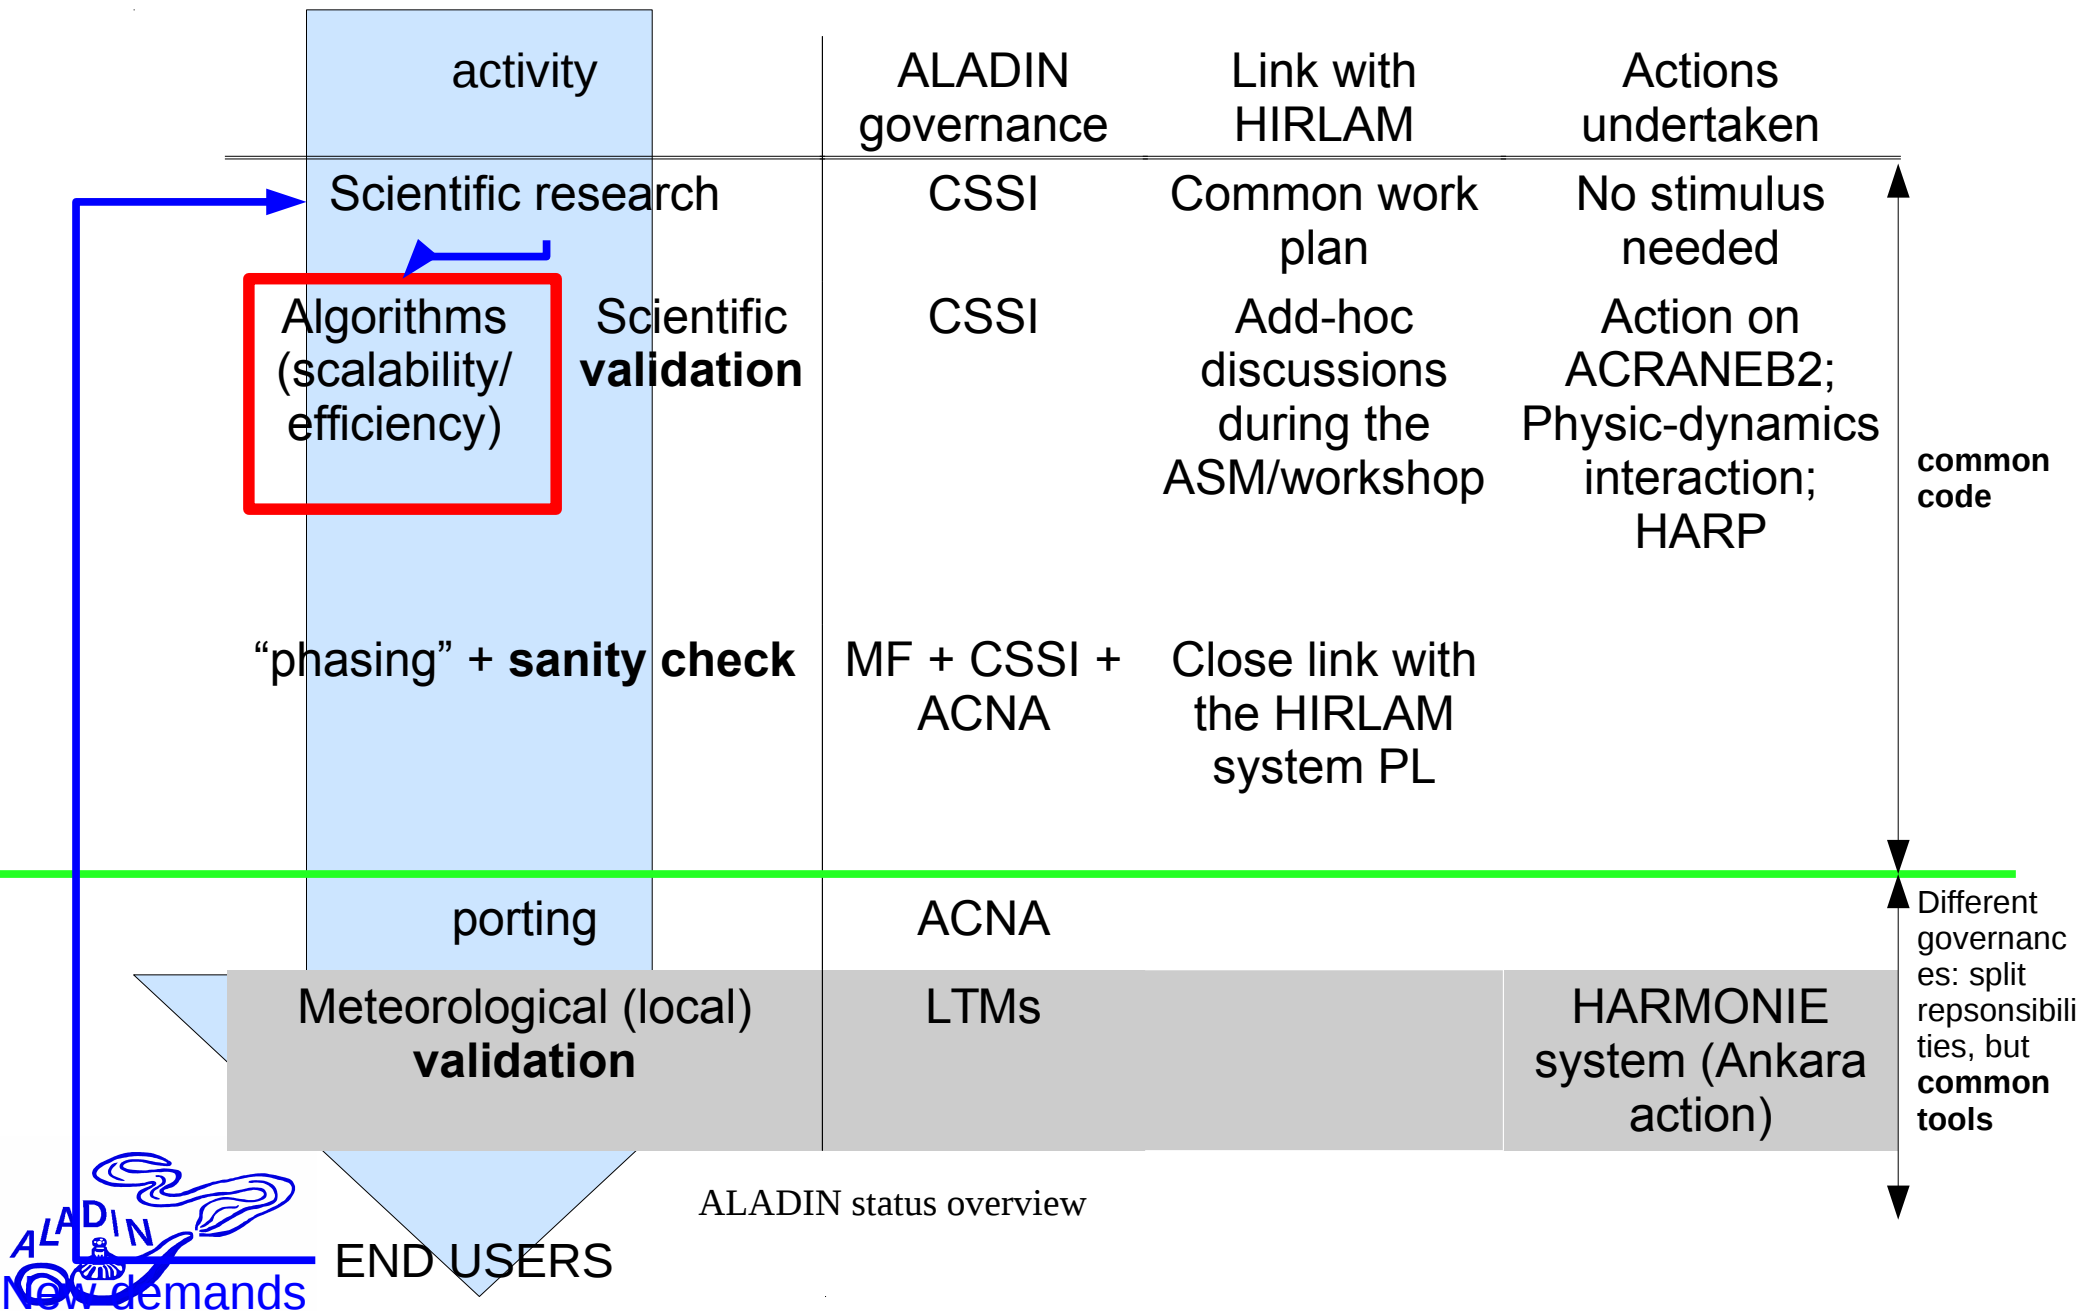 activity
ALADIN
governance
Link with
HIRLAM
Actions
undertaken
Scientific research
CSSI
Common work
plan
No stimulus
needed
Algorithms
(scalability/
efficiency)
Scientific
validation
CSSI
Add-hoc
discussions
during the
ASM/workshop
Action on
ACRANEB2;
Physic-dynamics
interaction;
HARP
common
code
“phasing” + sanity check
MF + CSSI +
ACNA
Close link with
the HIRLAM
system PL
porting
ACNA
Different
governanc
es: split
repsonsibili
ties, but
common
tools
Meteorological (local)
validation
LTMs
HARMONIE
system (Ankara
action)
ALADIN status overview
ALADIN
END USERS
New demands